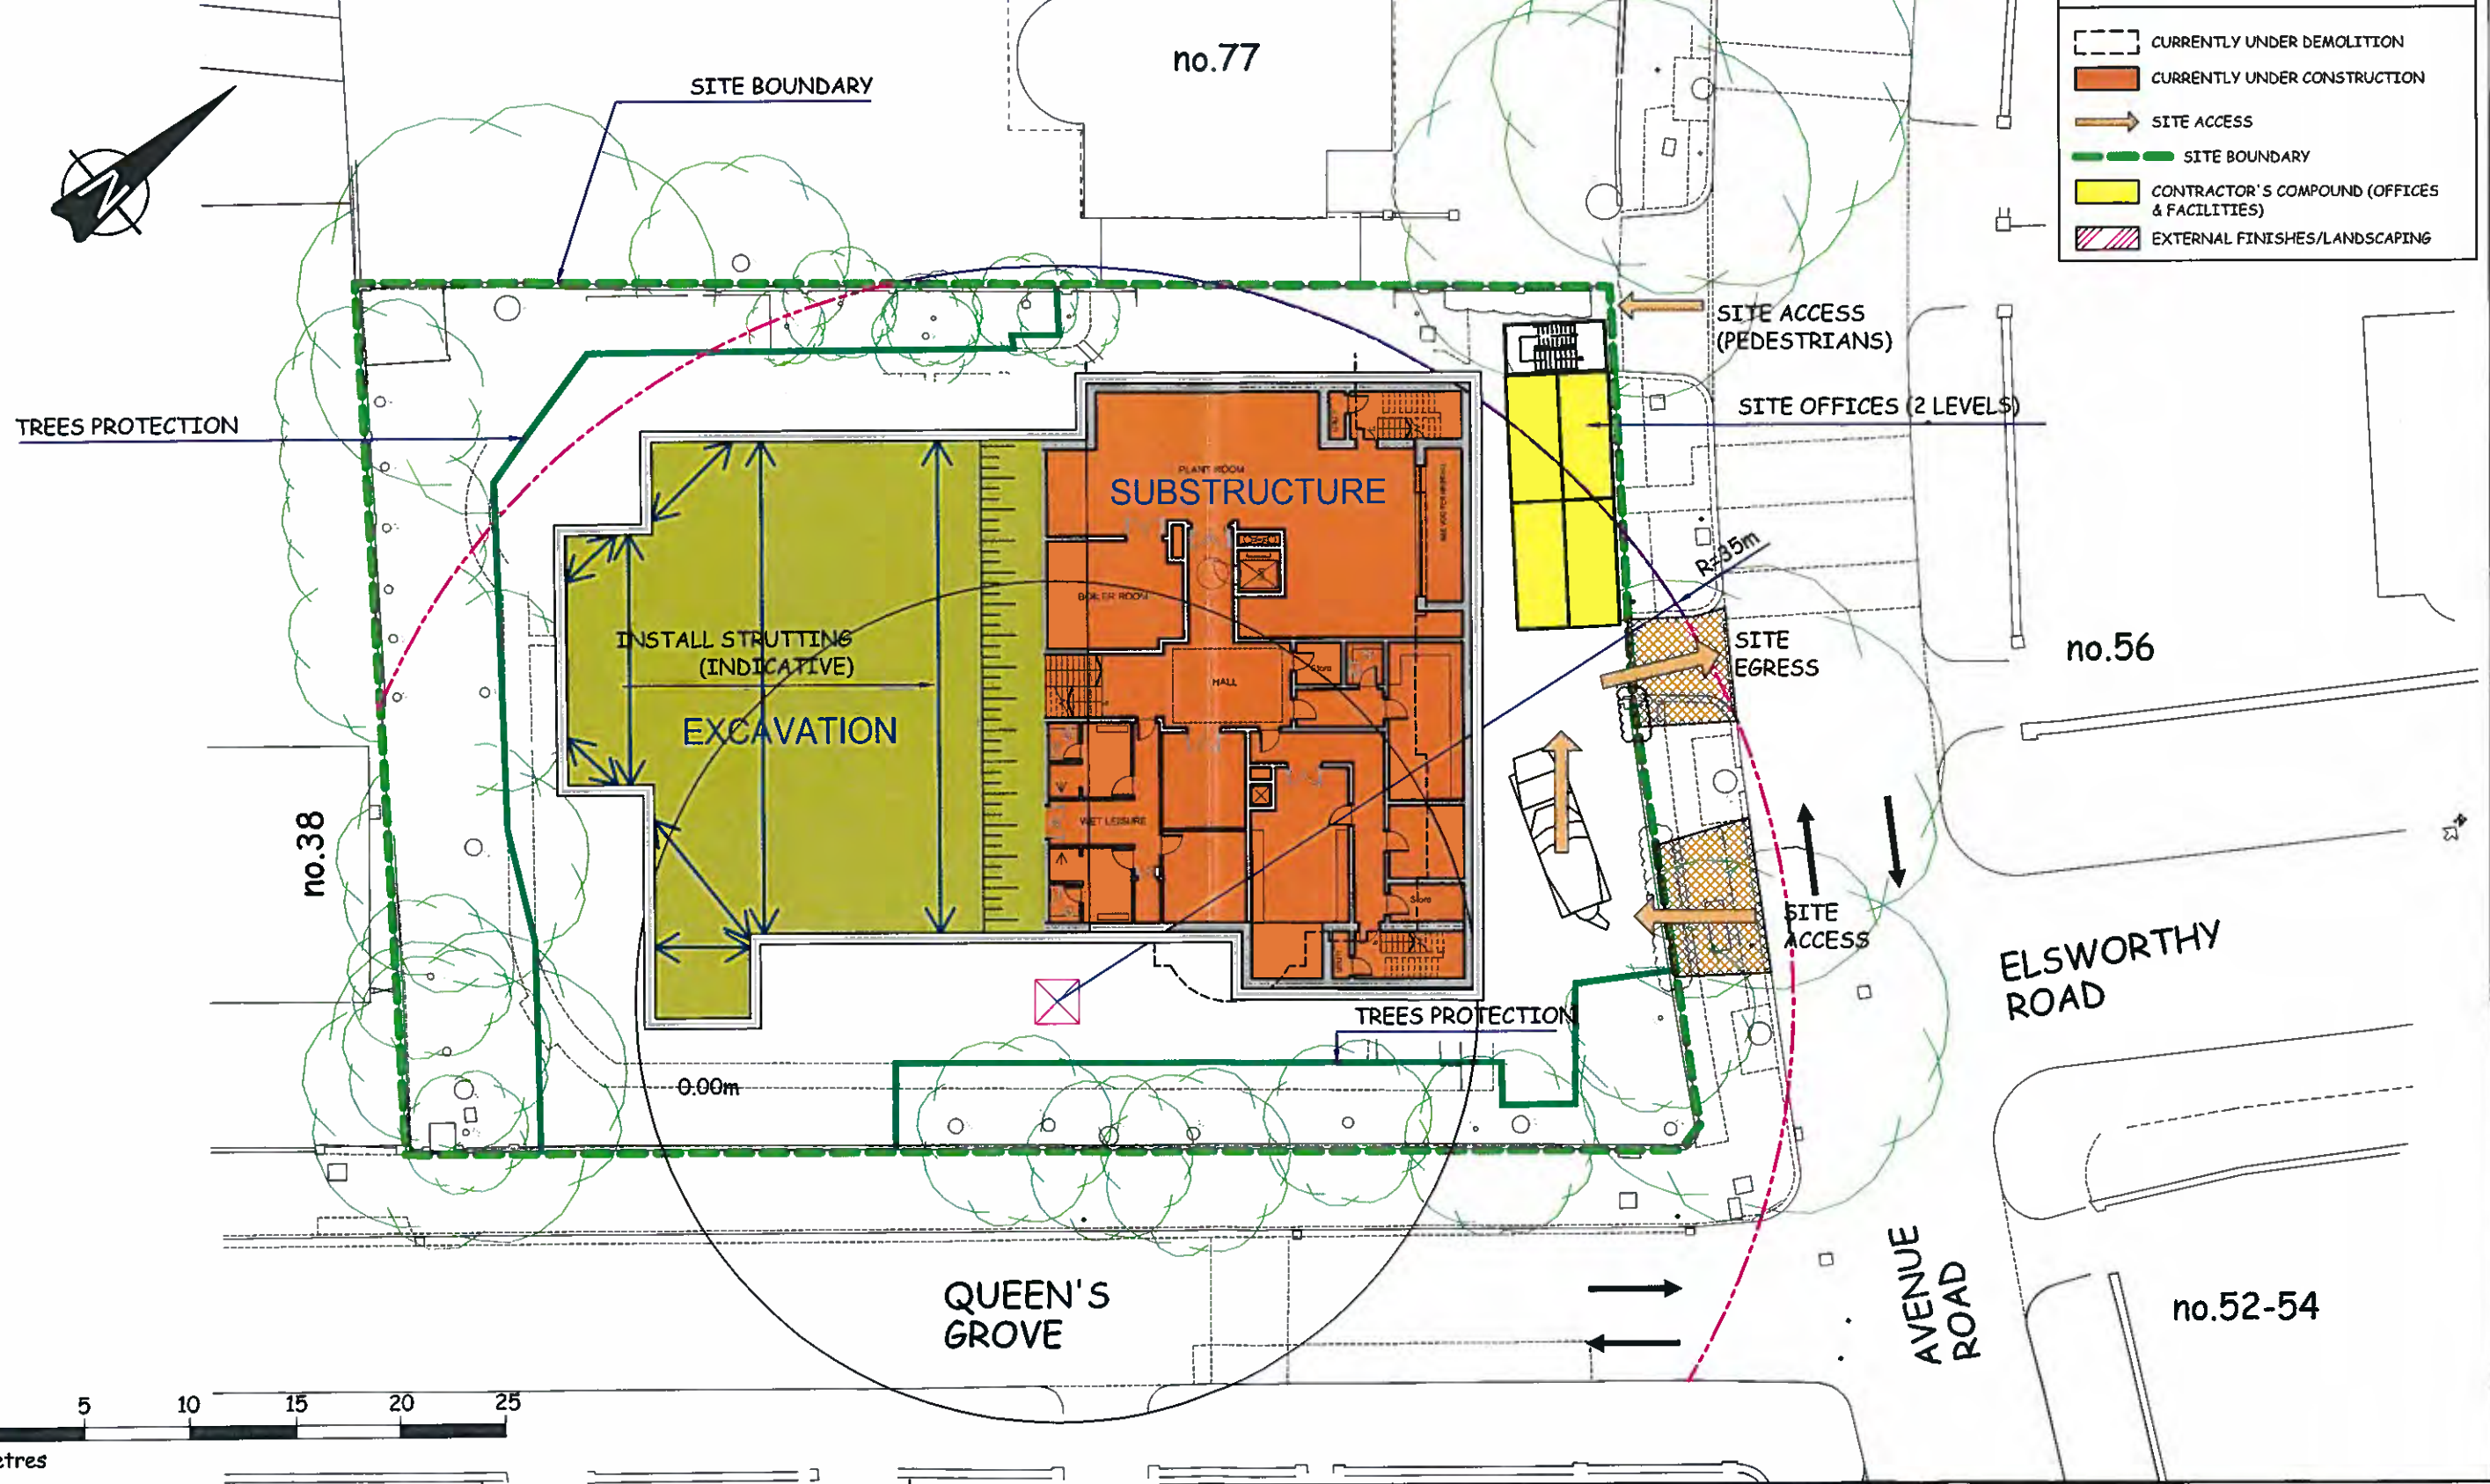 no.77
CURRENTLY UNDER DEMOLITION
CURRENTLY UNDER CONSTRUCTION
SITE ACCESS
SITE BOUNDARY
CONTRACTOR'S COMPOUND (OFFICES
& FACILITIES)
EXTERNAL FINISHES/LANDSCAPING
SITE BOUNDARY
N
SITE ACCESS
(PEDESTRIANS)
SITE OFFICES (2 LEVELS)
TREES PROTECTION
PLANT ROOM
SUBSTRUCTURE
R=35m
BOILER ROOM
INSTALL STRUTTING
(INDICATIVE)
SITE
EGRESS
no.56
Store
HALL
EXCAVATION
WET LEISURE
no.38
Store
SITE
ACCESS
ELSWORTHY
ROAD
TREES PROTECTION
0.00m
QUEEN'S
GROVE
AVENUE
ROAD
no.52-54
5 10 15 20 25
etres